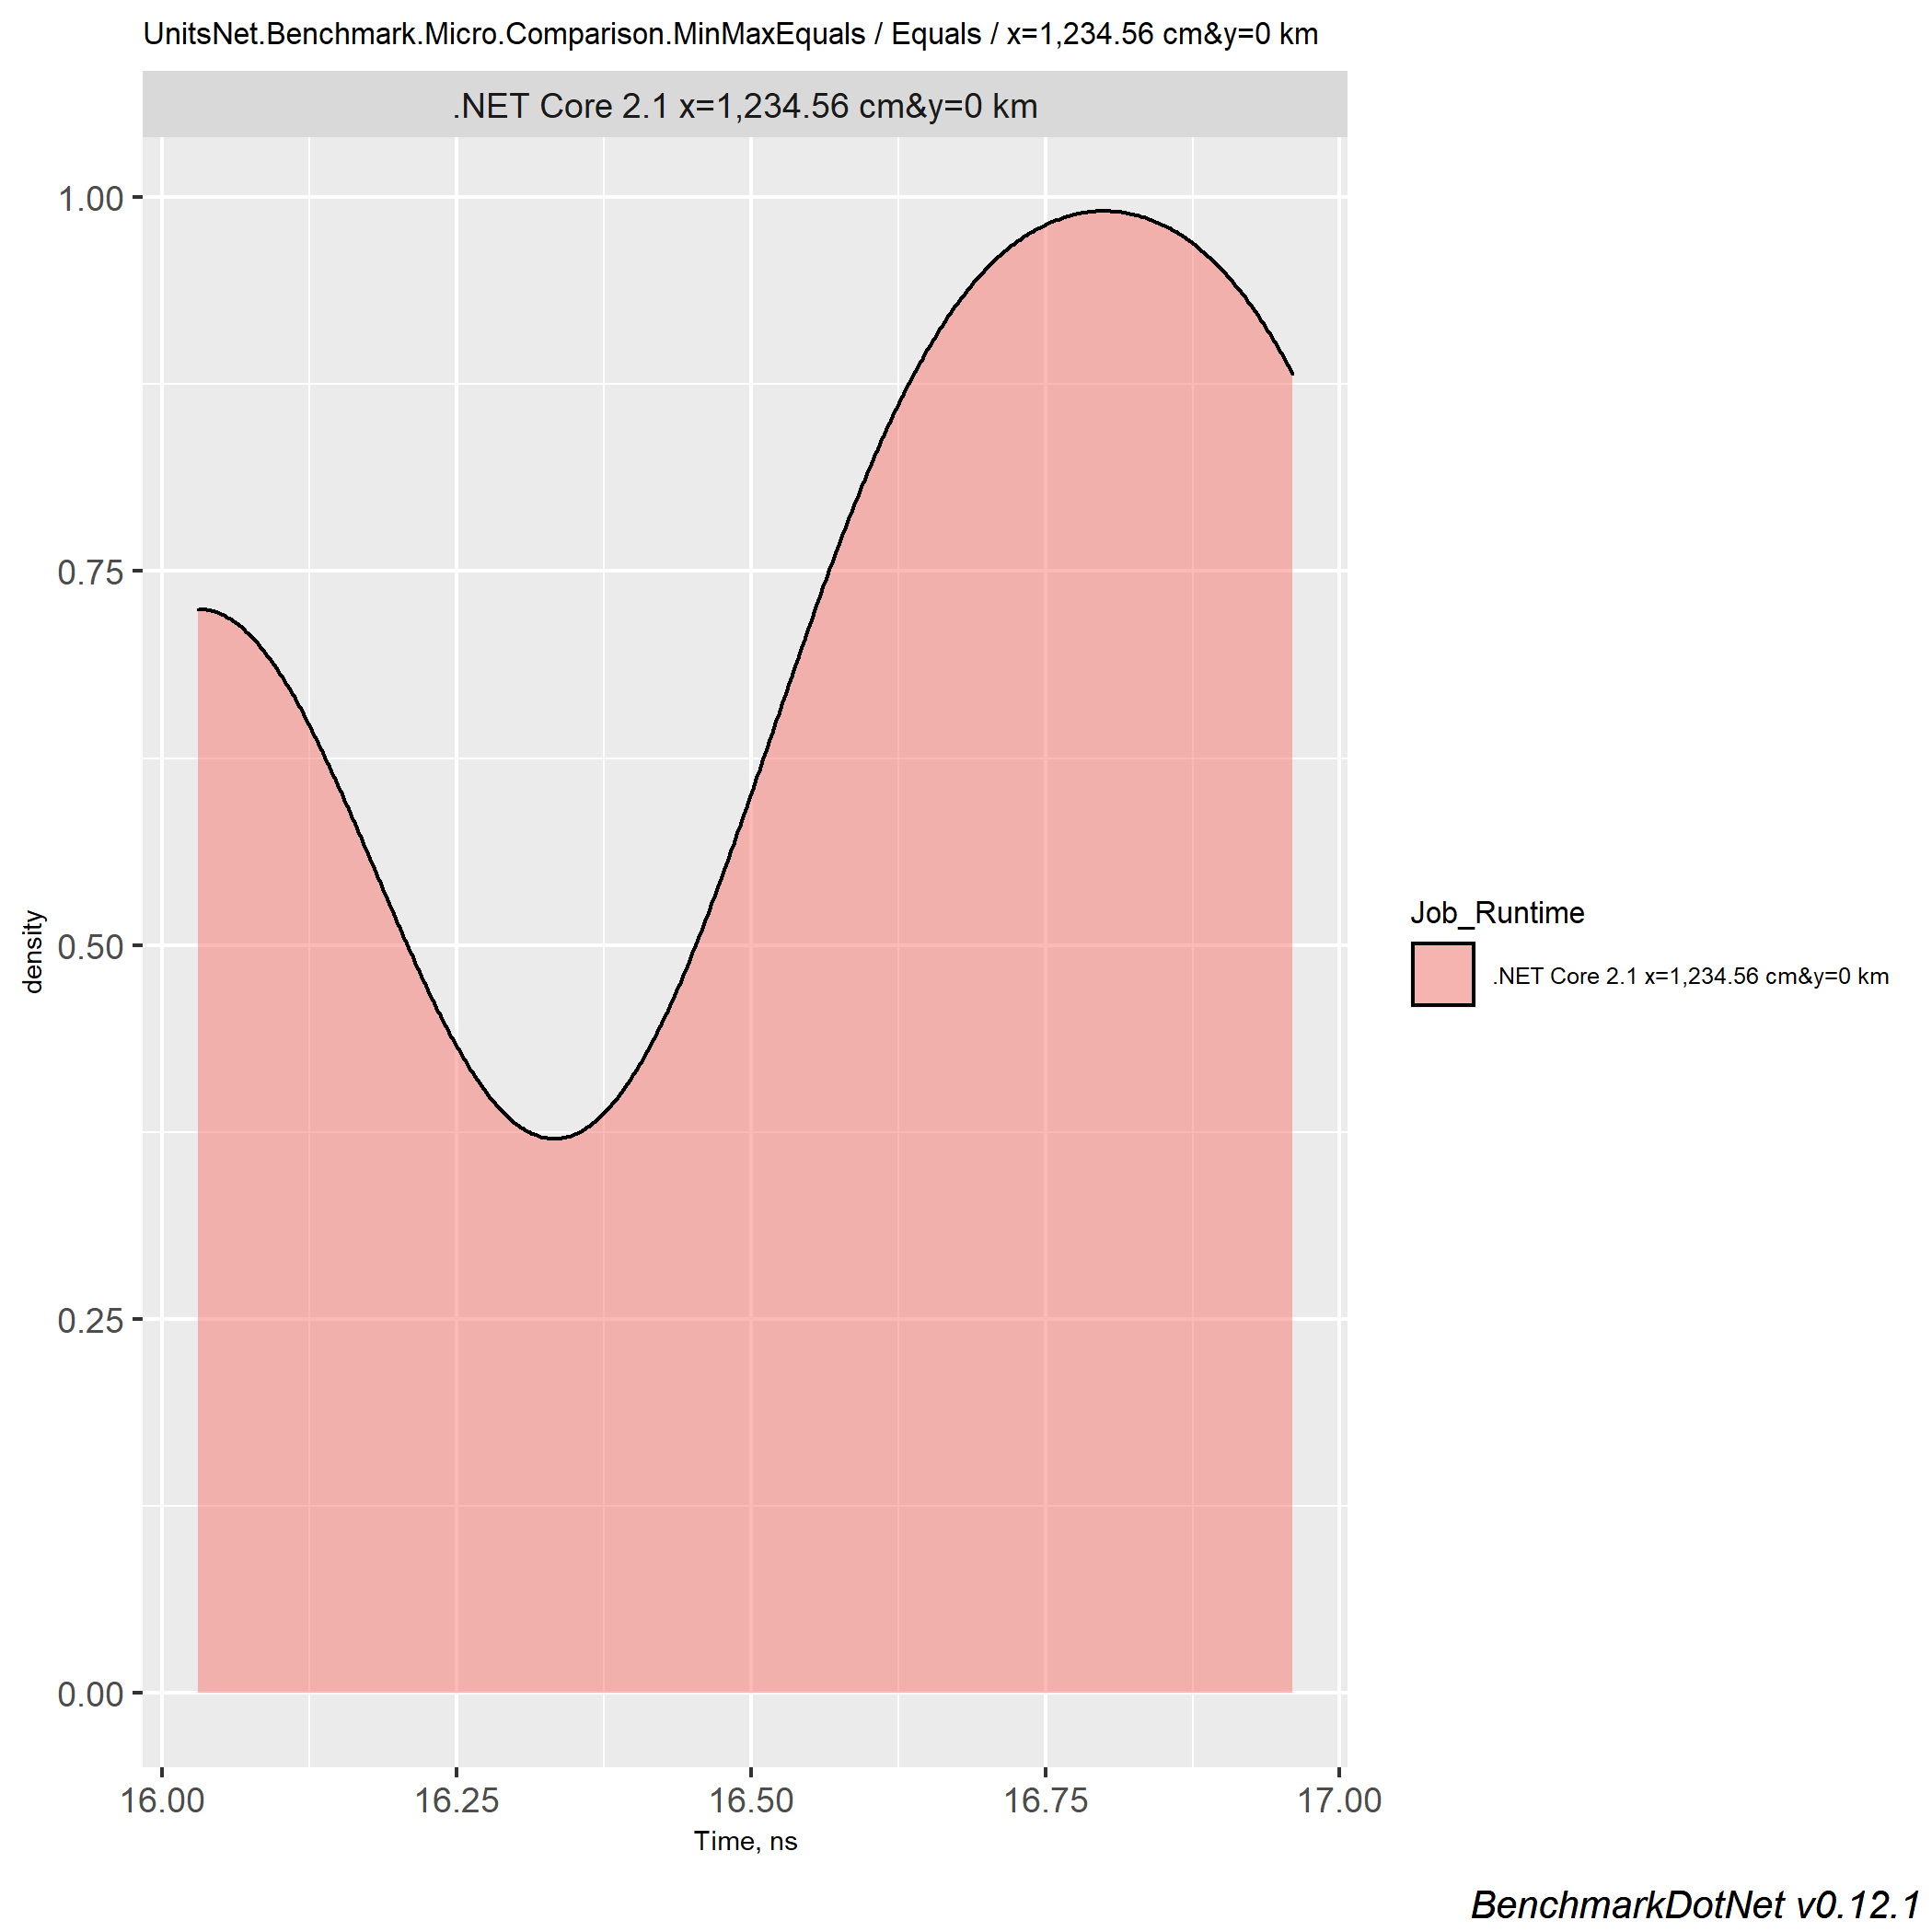 UnitsNet.Benchmark.Micro.Comparison.MinMaxEquals / Equals / x=1,234.56 cm&y=0 km
.NET Core 2.1 x=1,234.56 cm&y=0 km
1.00
0.75
0.50
0.25
0.00
density
16.00 16.25 16.50 16.75 17.00
Time, ns
Job_Runtime
.NET Core 2.1 x=1,234.56 cm&y=0 km
BenchmarkDotNet v0.12.1